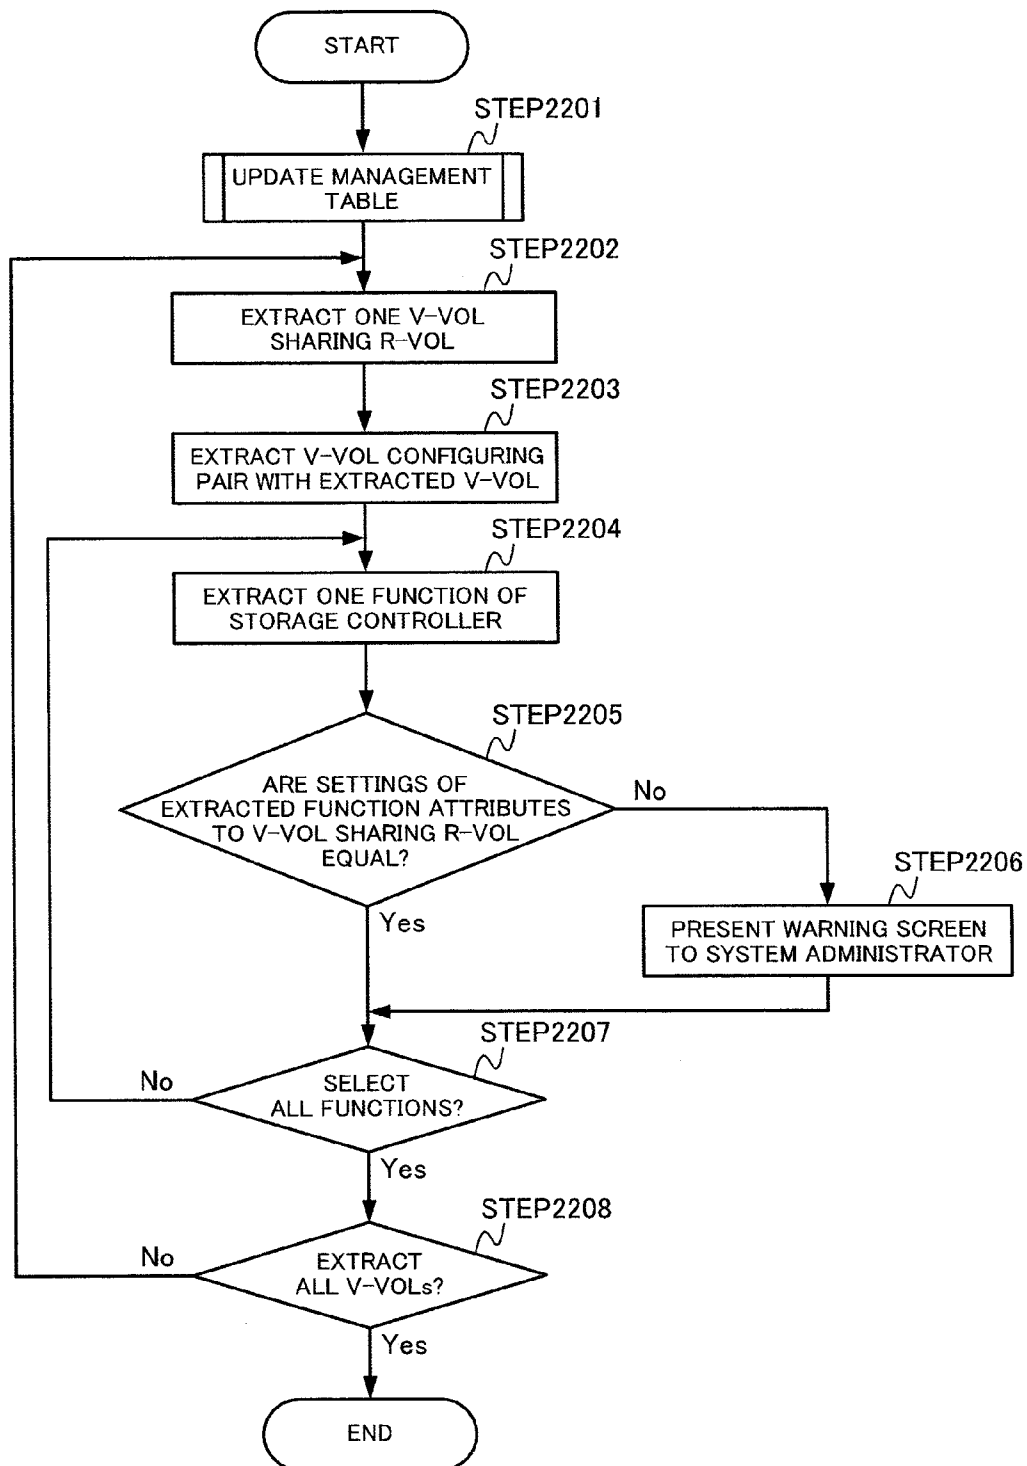 START
STEP2201
UPDATE MANAGEMENT
TABLE
STEP2202
EXTRACT ONE V-VOL
SHARING R-VOL
STEP2203
EXTRACT V-VOL CONFIGURING
PAIR WITH EXTRACTED V-VOL
STEP2204
EXTRACT ONE FUNCTION OF
STORAGE CONTROLLER
STEP2205
ARE SETTINGS OF
EXTRACTED FUNCTION ATTRIBUTES
TO V-VOL SHARING R-VOL
EQUAL?
No
Yes
STEP2206
PRESENT WARNING SCREEN
TO SYSTEM ADMINISTRATOR
STEP2207
SELECT
ALL FUNCTIONS?
No
Yes
STEP2208
EXTRACT
ALL V-VOLs?
No
Yes
END